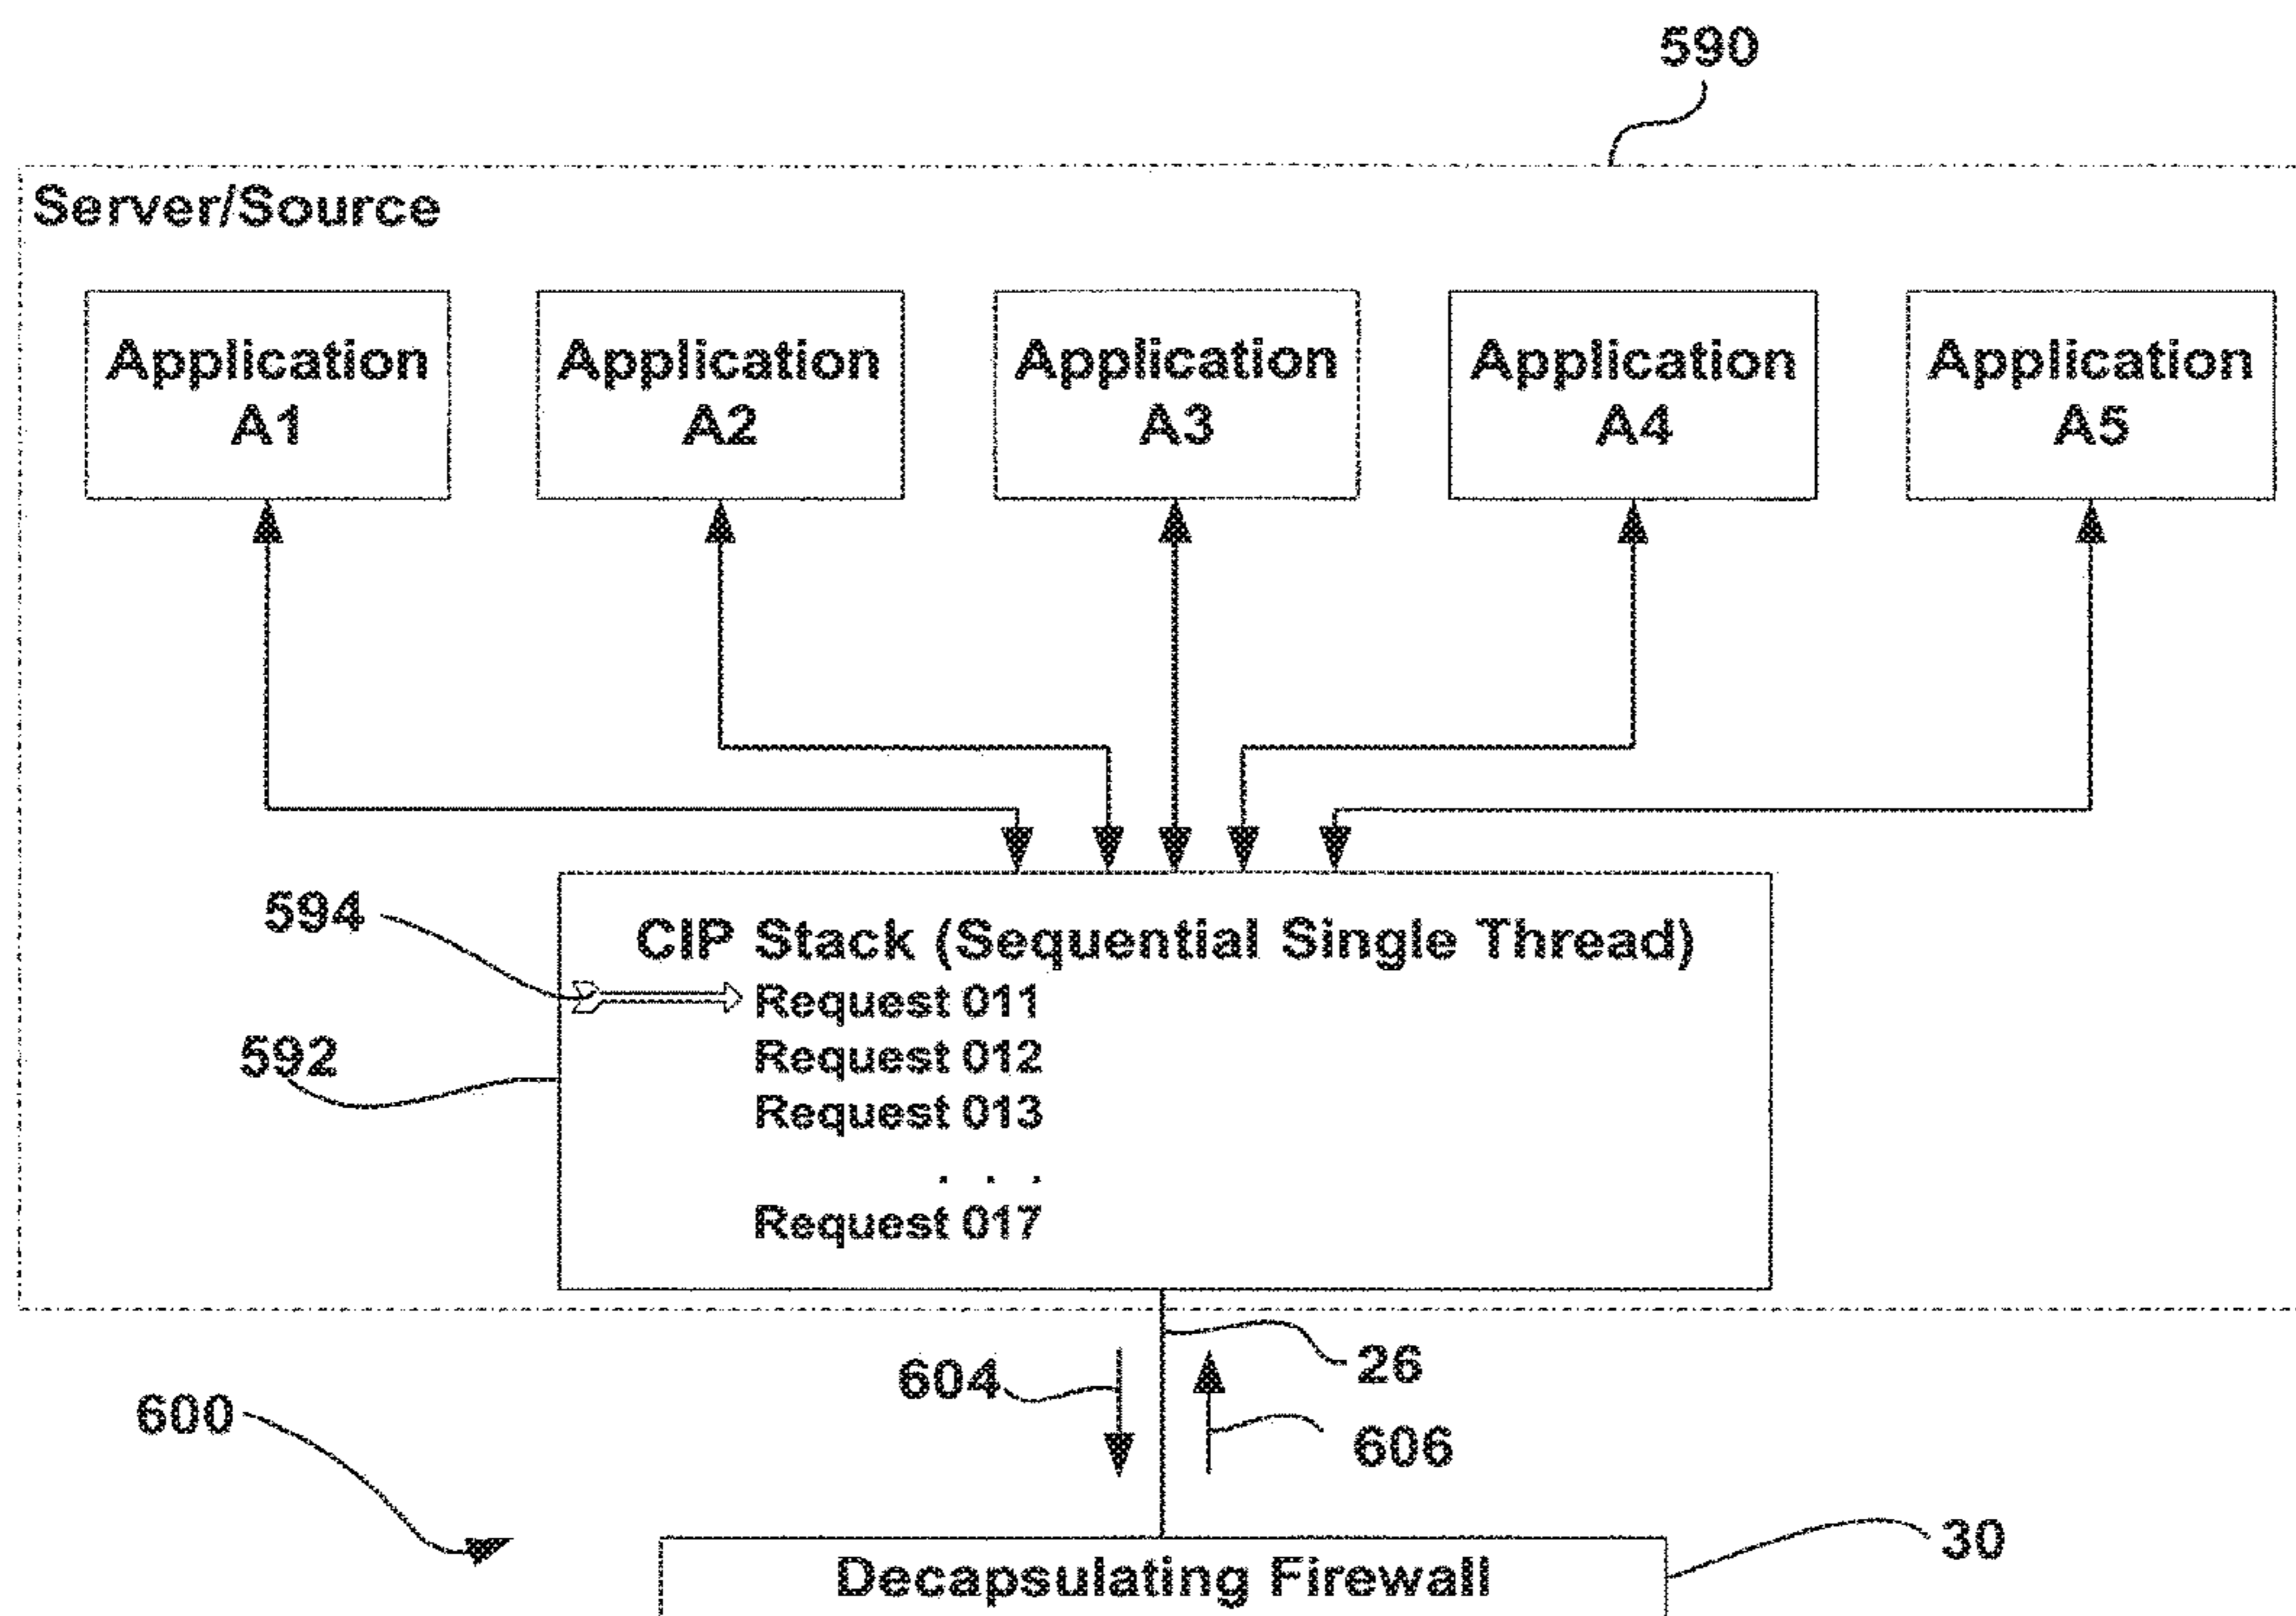 590
Server/Source
Application
A1
Application
A2
Application
A3
Application
A4
Application
A5
594
CIP Stack (Sequential Single Thread)
Request 011
592
Request 012
Request 013
. . .
Request 017
604
26
600
606
30
Decapsulating Firewall